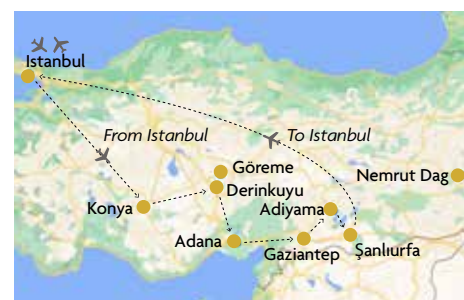 Istanbul
From Istanbul
To Istanbul
Göreme
Nemrut Dag
Derinkuyu
Konya
Adiyama
Adana
Gaziantep
Şanlıurfa